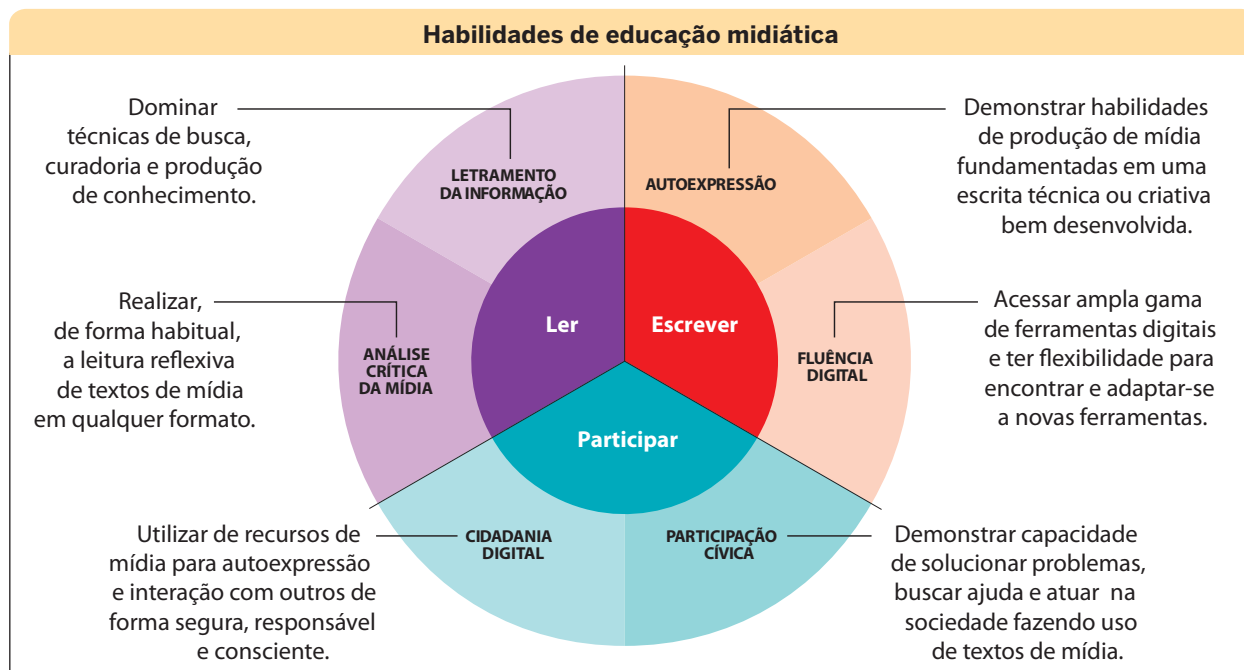 Habilidades de educação midiática
Dominar
técnicas de busca,
curadoria e produção
de conhecimento.
LETRAMENTO
DA INFORMAÇÃO
AUTOEXPRESSÃO
Demonstrar habilidades
de produção de mídia
fundamentadas em uma
escrita técnica ou criativa
bem desenvolvida.
Realizar,
de forma habitual,
a leitura reflexiva
de textos de mídia
em qualquer formato.
ANÁLISE
CRÍTICA
DA MÍDIA
Ler
Escrever
FLUÊNCIA
DIGITAL
Acessar ampla gama
de ferramentas digitais
e ter flexibilidade para
encontrar e adaptar-se
a novas ferramentas.
Participar
Utilizar de recursos de
mídia para autoexpressão
e interação com outros de
forma segura, responsável
e consciente.
CIDADANIA
DIGITAL
PARTICIPAÇÃO
CÍVICA
Demonstrar capacidade
de solucionar problemas,
buscar ajuda e atuar na
sociedade fazendo uso
de textos de mídia.